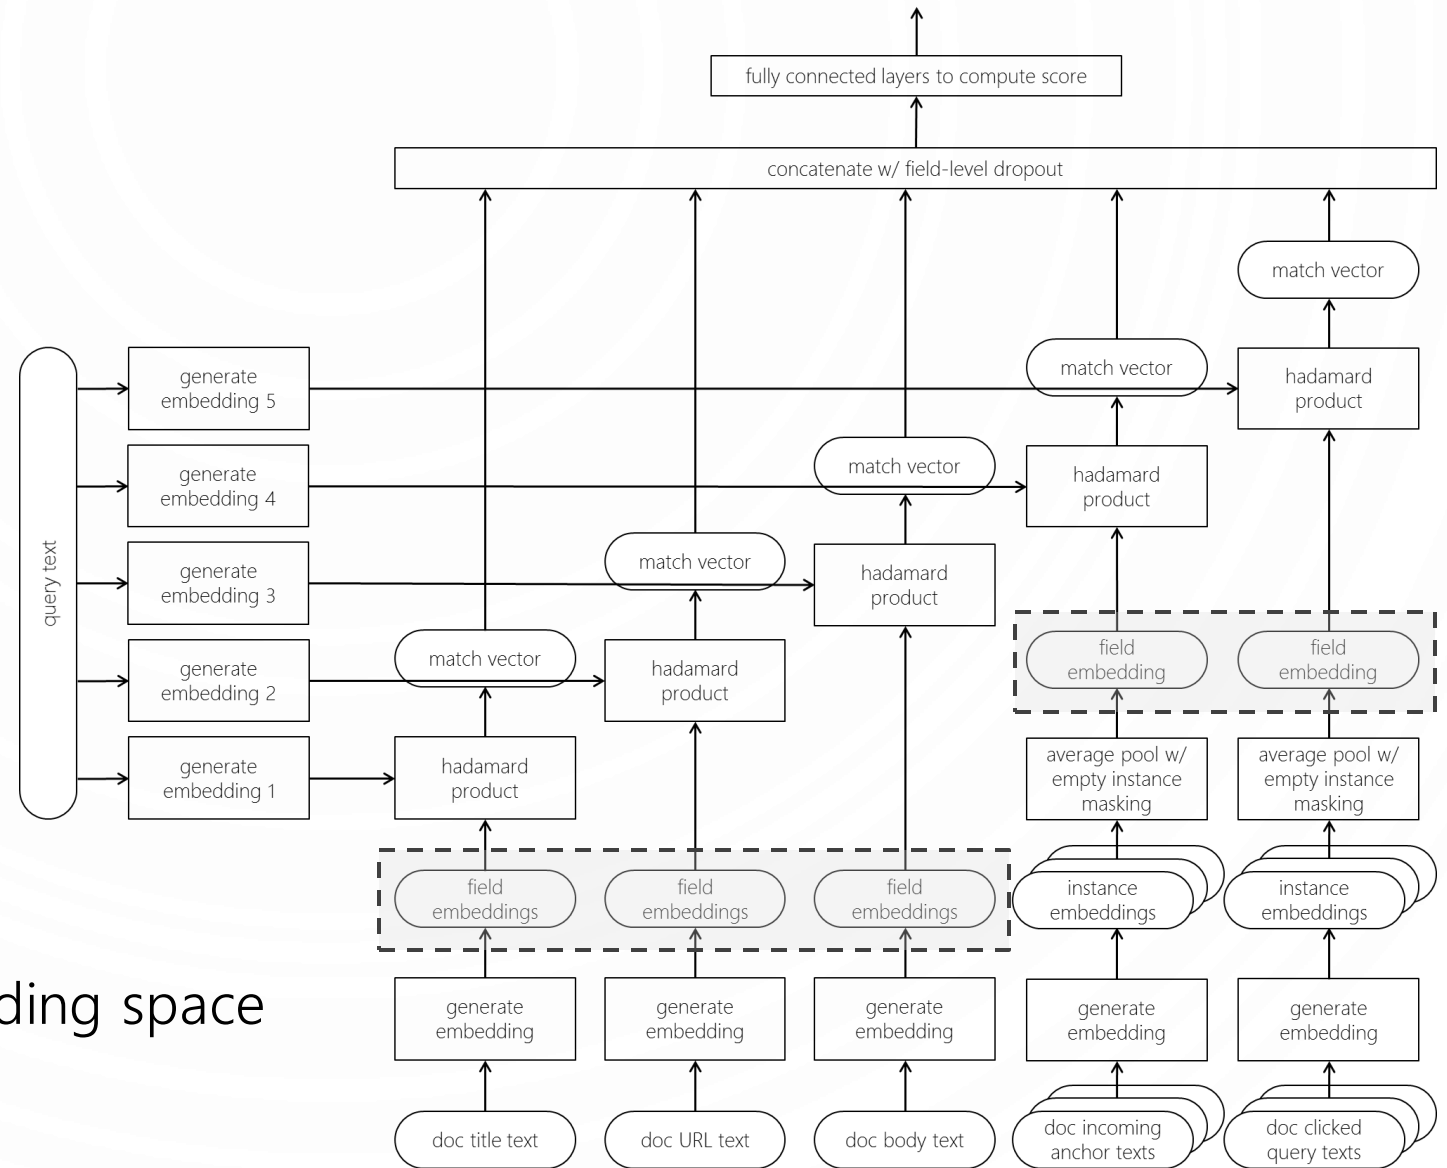 fully connected layers to compute score
concatenate w/ field-level dropout
match vector
match vector
generate
embedding 5
hadamard
product
match vector
generate
embedding 4
hadamard
product
match vector
generate
embedding 3
hadamard
product
query text
match vector
generate
embedding 2
hadamard
product
field
embedding
field
embedding
generate
embedding 1
hadamard
product
average pool w/
empty instance
masking
average pool w/
empty instance
masking
field
embeddings
field
embeddings
field
embeddings
instance
embeddings
instance
embeddings
ding space
generate
embedding
generate
embedding
generate
embedding
generate
embedding
generate
embedding
doc title text
doc URL text
doc body text
doc incoming
anchor texts
doc clicked
query texts